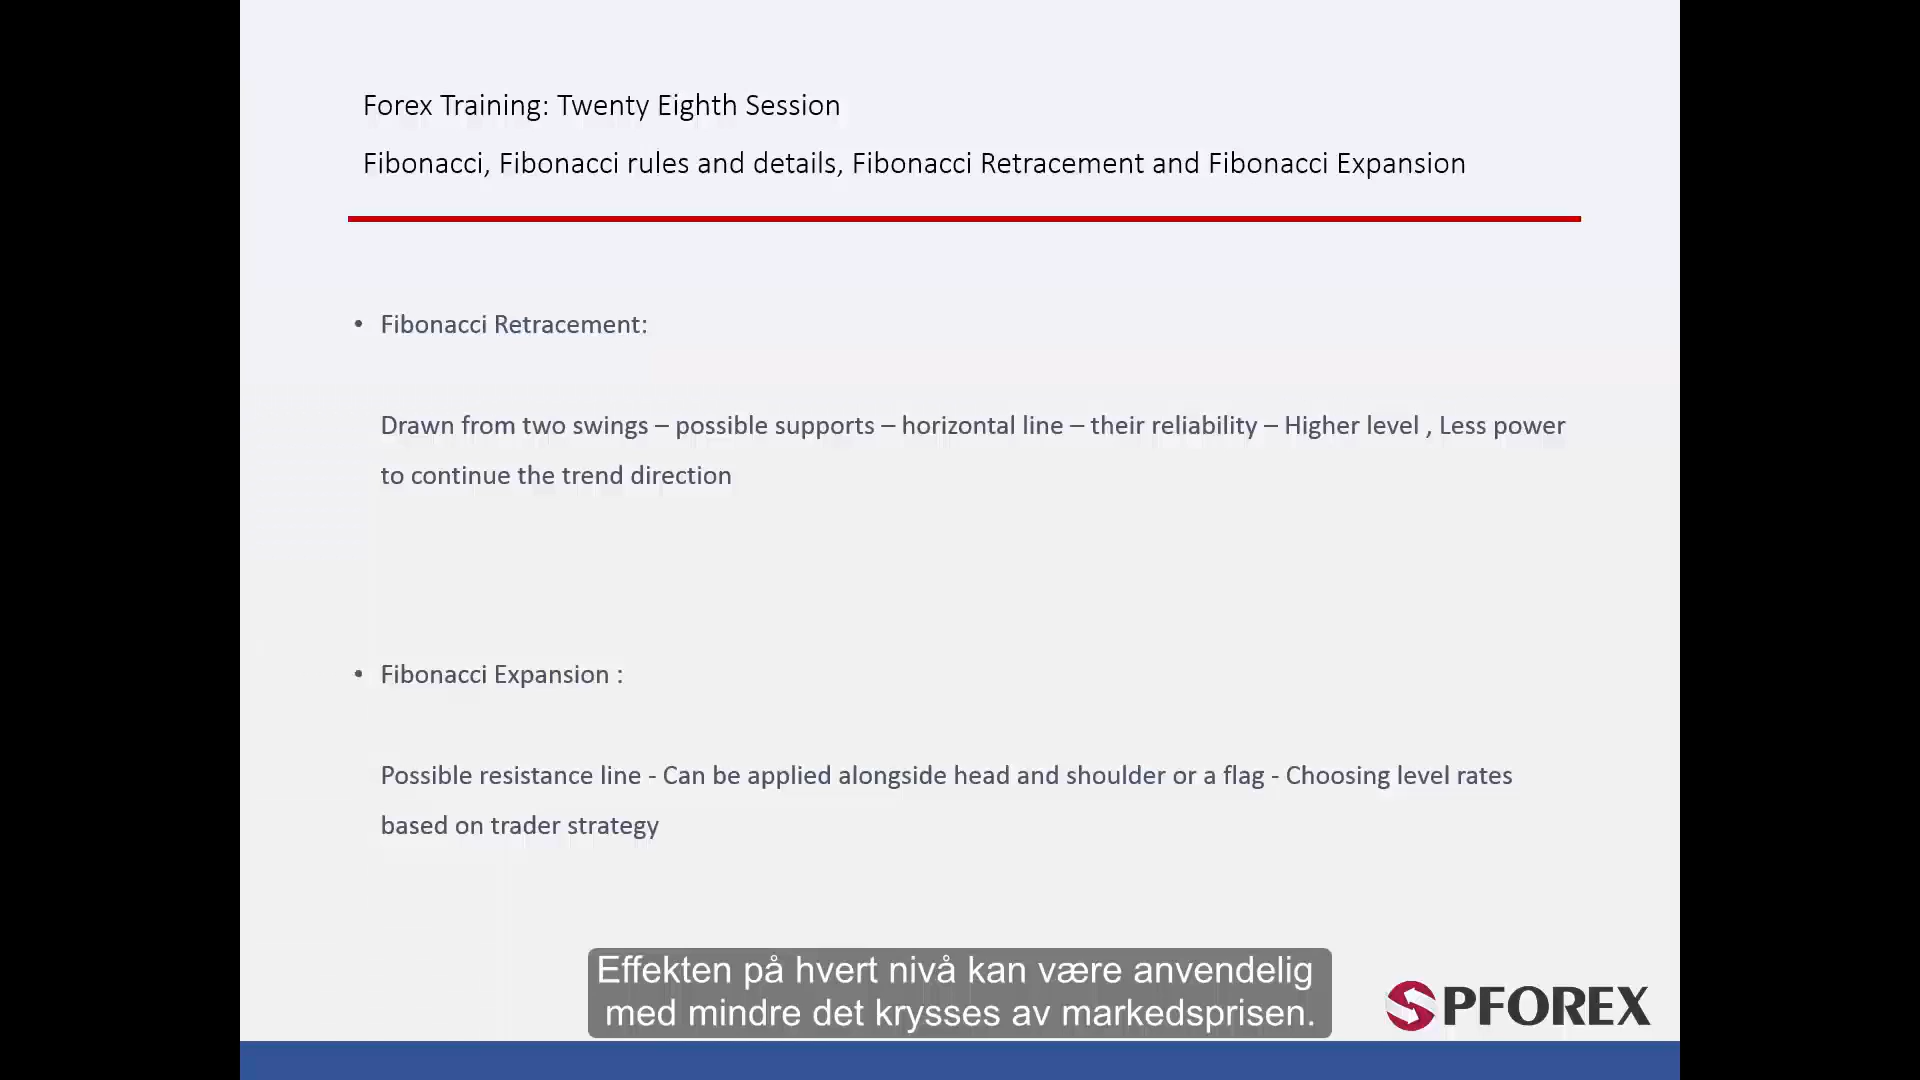 Forex Training: Twenty Eighth Session
Fibonacci, Fibonacci rules and details, Fibonacci Retracement and Fibonacci Expansion
• Fibonacci Retracement:
Drawn from two swings – possible supports – horizontal line – their reliability – Higher level , Less power
to continue the trend direction
• Fibonacci Expansion :
Possible resistance line - Can be applied alongside head and shoulder or a flag - Choosing level rates
based on trader strategy
Effekten på hvert nivå kan være anvendelig
med mindre det krysses av markedsprisen.
SPFOREX